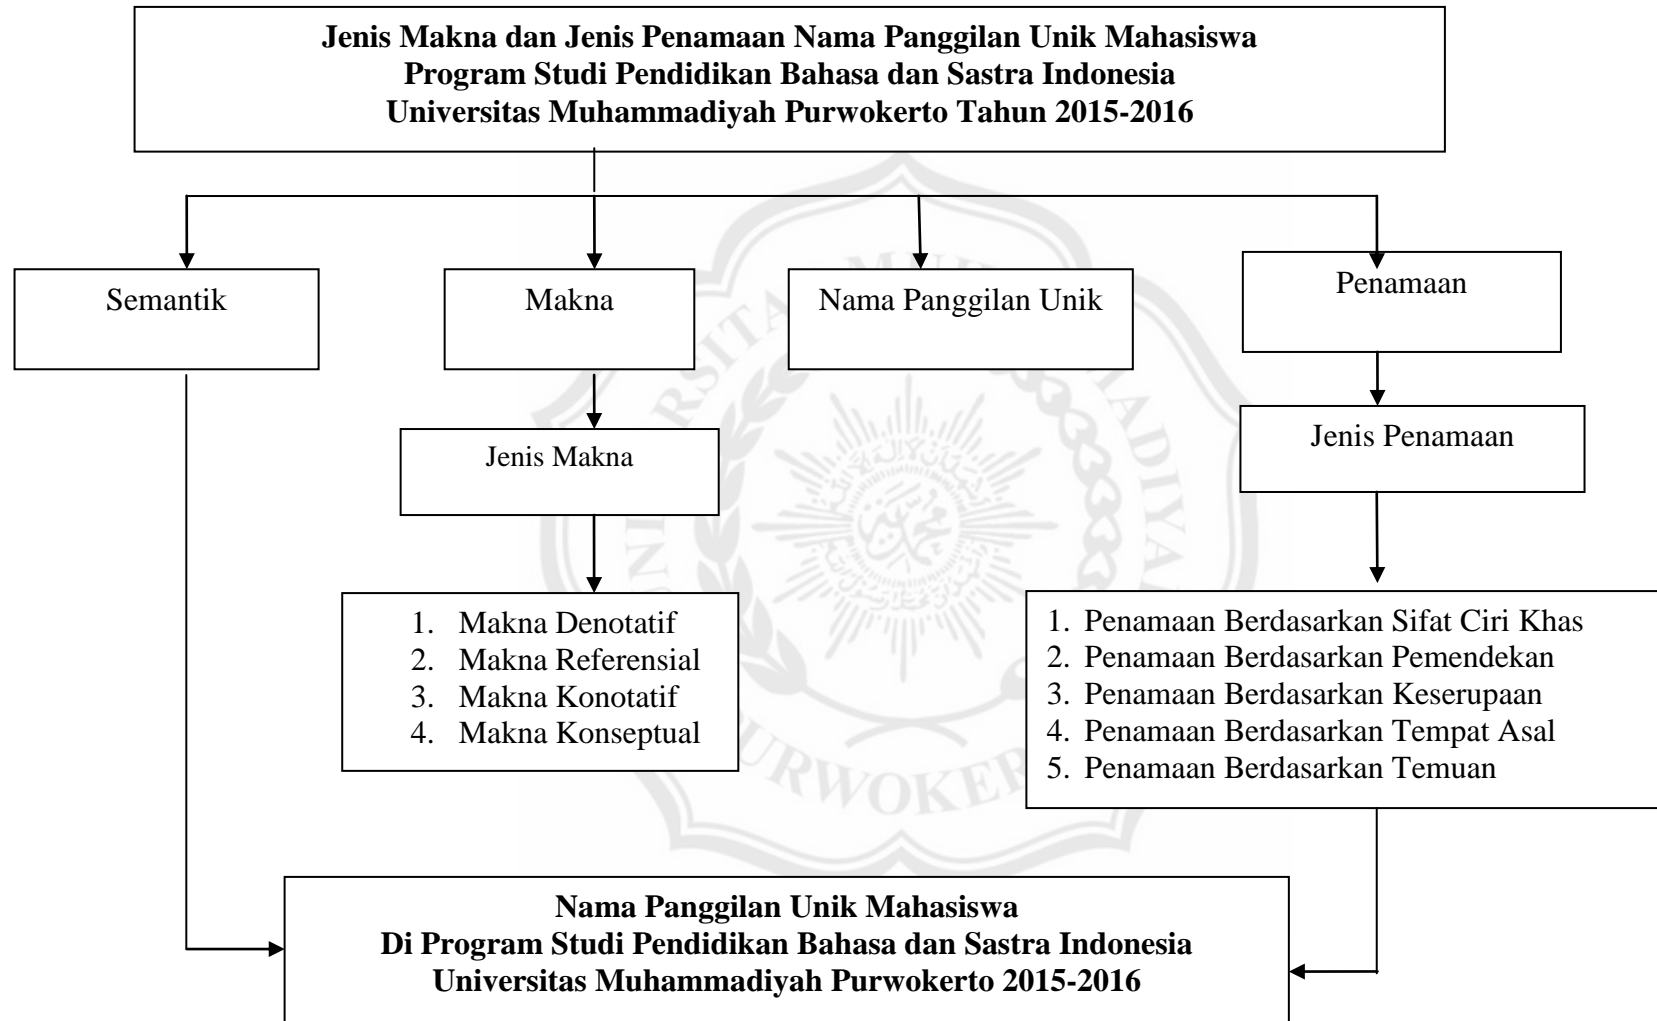 Jenis Makna dan Jenis Penamaan Nama Panggilan Unik Mahasiswa
Program Studi Pendidikan Bahasa dan Sastra Indonesia
Universitas Muhammadiyah Purwokerto Tahun 2015-2016
Semantik
Makna
Nama Panggilan Unik
Penamaan
Jenis Makna
Jenis Penamaan
1. Makna Denotatif
2. Makna Referensial
3. Makna Konotatif
4. Makna Konseptual
1. Penamaan Berdasarkan Sifat Ciri Khas
2. Penamaan Berdasarkan Pemendekan
3. Penamaan Berdasarkan Keserupaan
4. Penamaan Berdasarkan Tempat Asal
5. Penamaan Berdasarkan Temuan
Nama Panggilan Unik Mahasiswa
Di Program Studi Pendidikan Bahasa dan Sastra Indonesia
Universitas Muhammadiyah Purwokerto 2015-2016